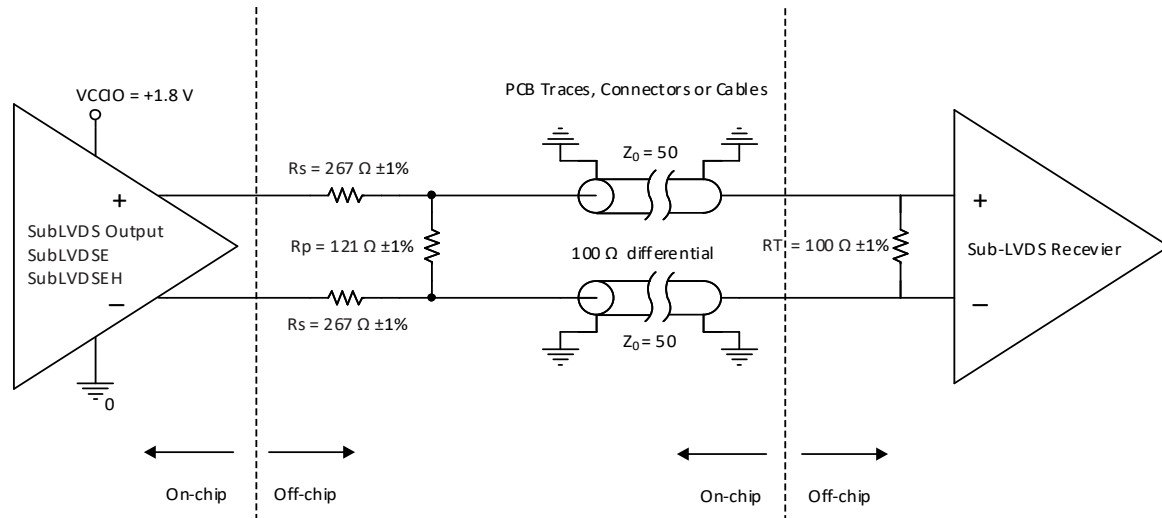 VCCIO = +1.8 V
PCB Traces, Connectors or Cables
Rs = 267 Ω ±1%
Z₀ = 50
+
SubLVDS Output
SubLVDSE
SubLVDSEH
−
Rp = 121 Ω ±1%
100 Ω differential
RT = 100 Ω ±1%
+
Sub-LVDS Recevier
−
Rs = 267 Ω ±1%
Z₀ = 50
0
On-chip
Off-chip
On-chip
Off-chip